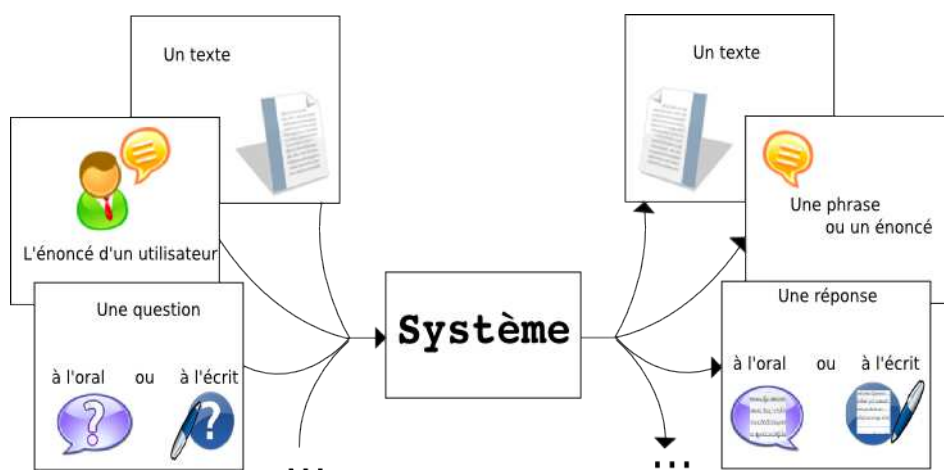 Un texte
L'énoncé d'un utilisateur
Une question
à l'oral ou à l'écrit
?
?
...
Système
Un texte
Une phrase
ou un énoncé
Une réponse
à l'oral ou à l'écrit
...